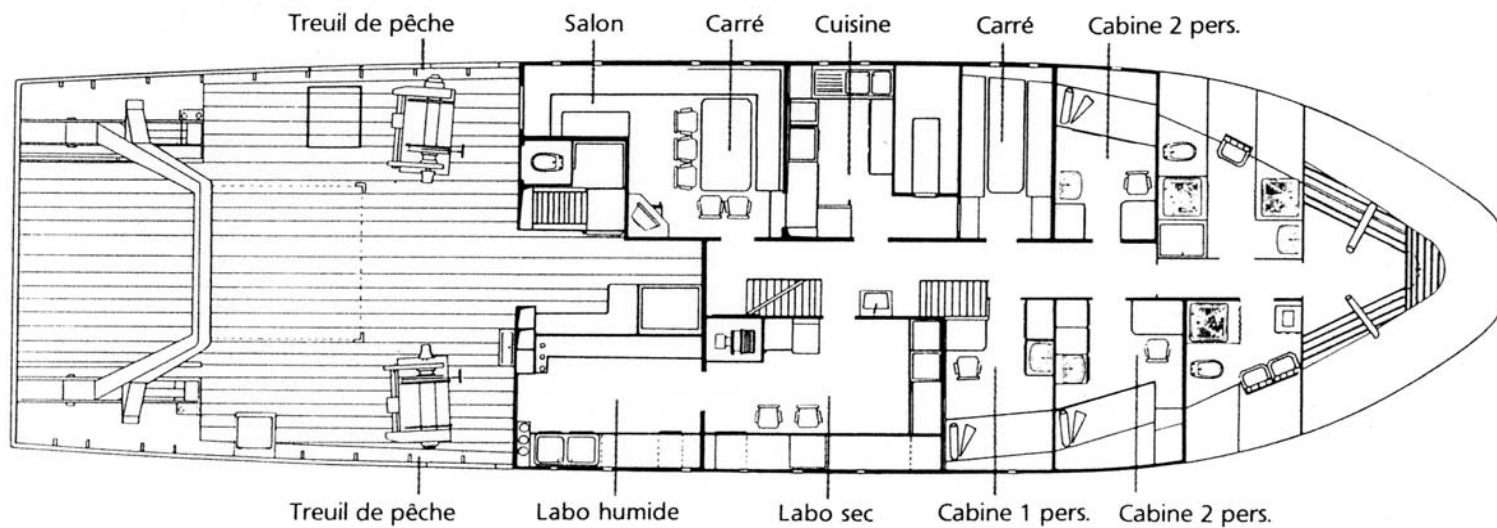 Treuil de pêche Salon Carré Cuisine Carré Cabine 2 pers.
Treuil de pêche Labo humide Labo sec Cabine 1 pers. Cabine 2 pers.